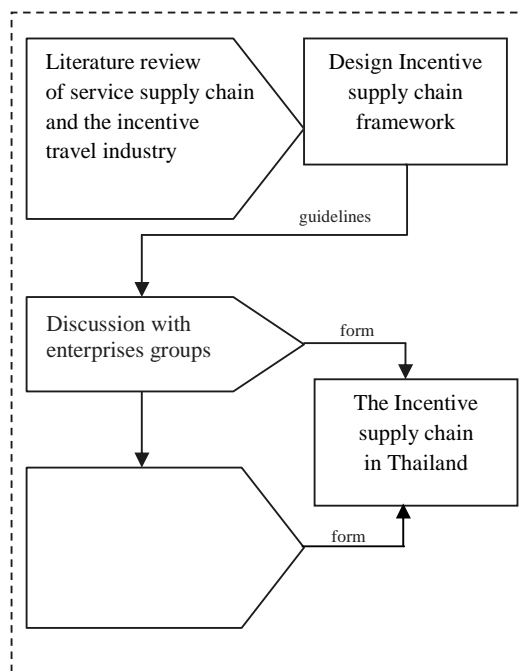 Literature review
of service supply chain
and the incentive
travel industry
Design Incentive
supply chain
framework
guidelines
Discussion with
enterprises groups
form
The Incentive
supply chain
in Thailand
form